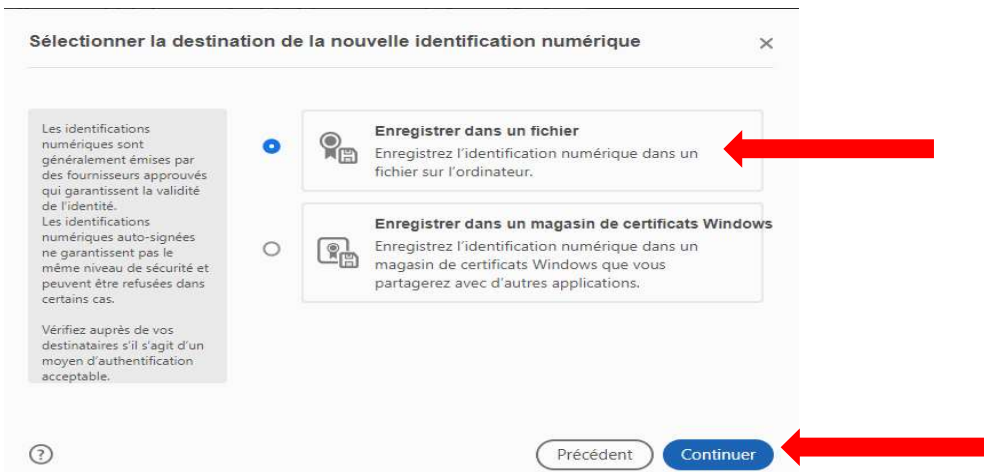 Sélectionner la destination de la nouvelle identification numérique
Les identifications
numériques sont
généralement émises par
des fournisseurs approuvés
qui garantissent la validité
de l'identité.
Les identifications
numériques auto-signées
ne garantissent pas le
même niveau de sécurité et
peuvent être refusées dans
certains cas.
Vérifiez auprès de vos
destinataires s'il s'agit d'un
moyen d'authentification
acceptable.
Enregistrer dans un fichier
Enregistrez l'identification numérique dans un
fichier sur l'ordinateur.
Enregistrer dans un magasin de certificats Windows
Enregistrez l'identification numérique dans un
magasin de certificats Windows que vous
partagerez avec d'autres applications.
?
Précédent
Continuer